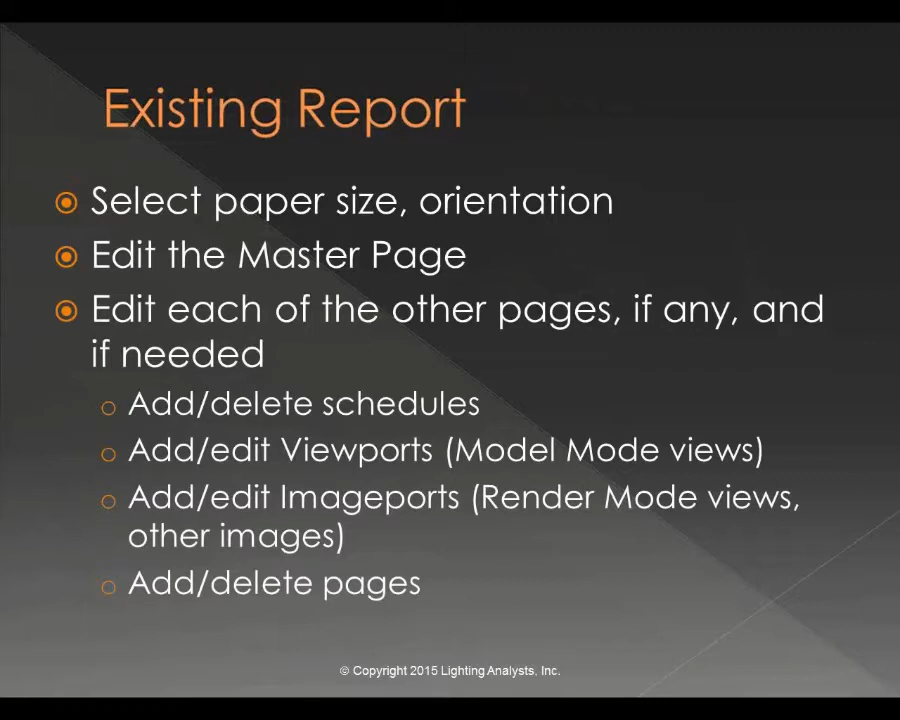 Existing Report
Select paper size, orientation
Edit the Master Page
Edit each of the other pages, if any, and
if needed
Add/delete schedules
Add/edit Viewports (Model Mode views)
Add/edit Imageports (Render Mode views,
other images)
Add/delete pages
© Copyright 2015 Lighting Analysts, Inc.